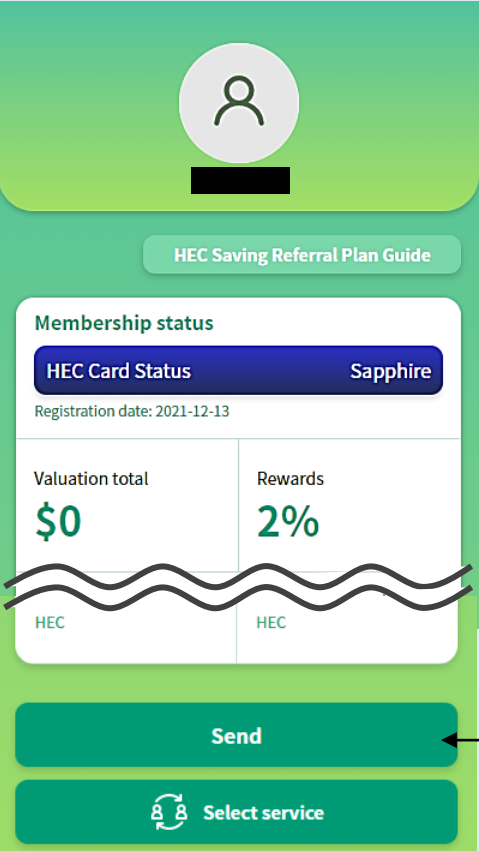 HEC Saving Referral Plan Guide
Membership status
HEC Card Status Sapphire
Registration date: 2021-12-13
Valuation total Rewards
$0 2%
HEC HEC
Send
Select service